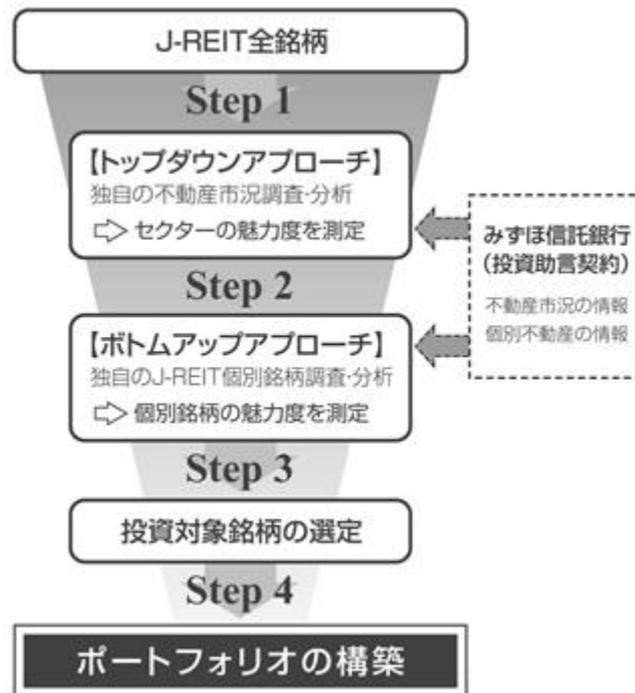 J-REIT全銘柄
Step 1
【トップダウンアプローチ】
独自の不動産市況調査・分析
⇨ セクターの魅力度を測定
みずほ信託銀行
(投資助言契約)
不動産市況の情報
個別不動産の情報
Step 2
【ボトムアップアプローチ】
独自のJ-REIT個別銘柄調査・分析
⇨ 個別銘柄の魅力度を測定
Step 3
投資対象銘柄の選定
Step 4
ポートフォリオの構築